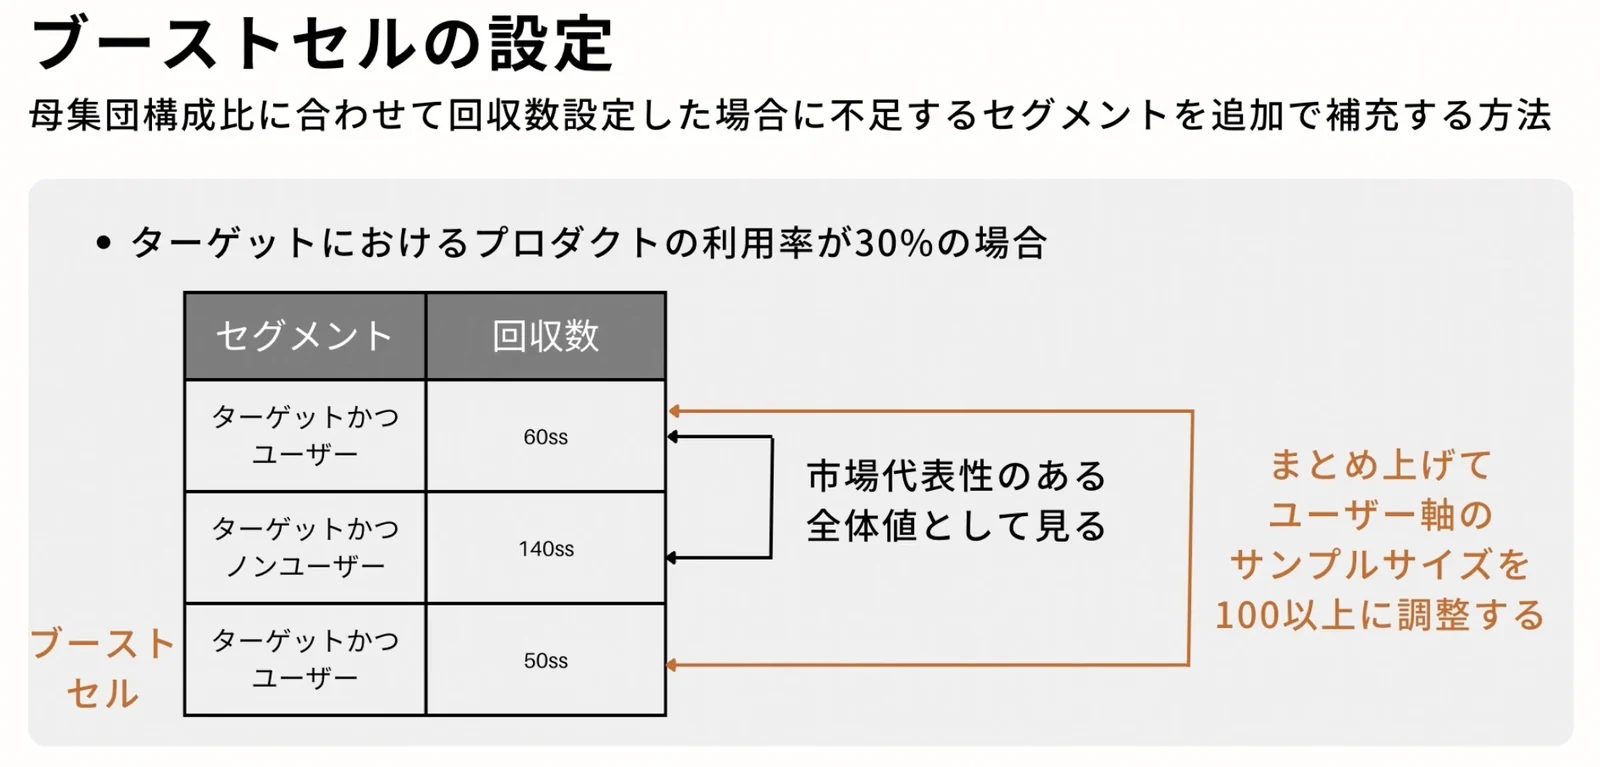 ブーストセルの設定
母集団構成比に合わせて回収数設定した場合に不足するセグメントを追加で補充する方法
• ターゲットにおけるプロダクトの利用率が30%の場合
セグメント
回収数
ターゲットかつ
ユーザー
60ss
ターゲットかつ
ノンユーザー
140ss
ブースト
セル
ターゲットかつ
ユーザー
50ss
市場代表性のある
全体値として見る
まとめ上げて
ユーザー軸の
サンプルサイズを
100以上に調整する